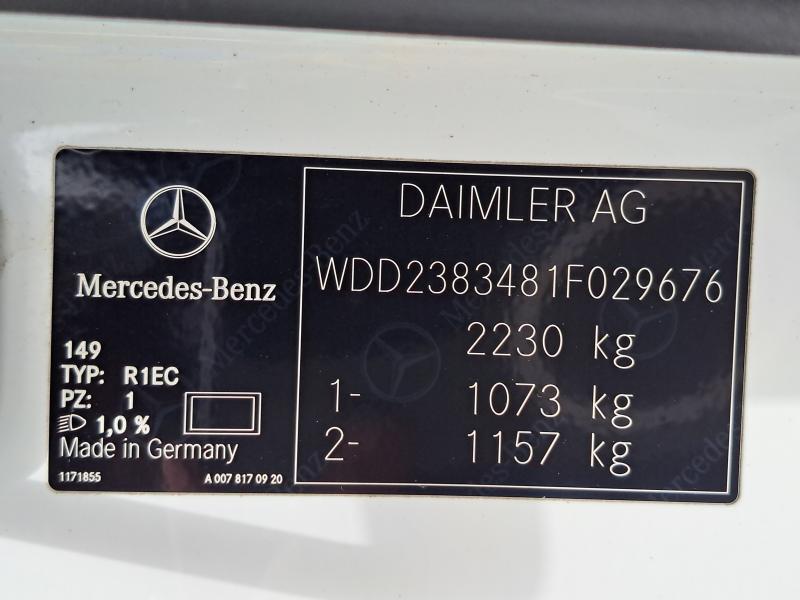 Mercedes-Benz
149
TYP: R1EC
PZ: 1
1,0 %
Made in Germany
1171855
A 007 817 09 20
DAIMLER AG
WDD2383481F029676
2230 kg
1- 1073 kg
2- 1157 kg